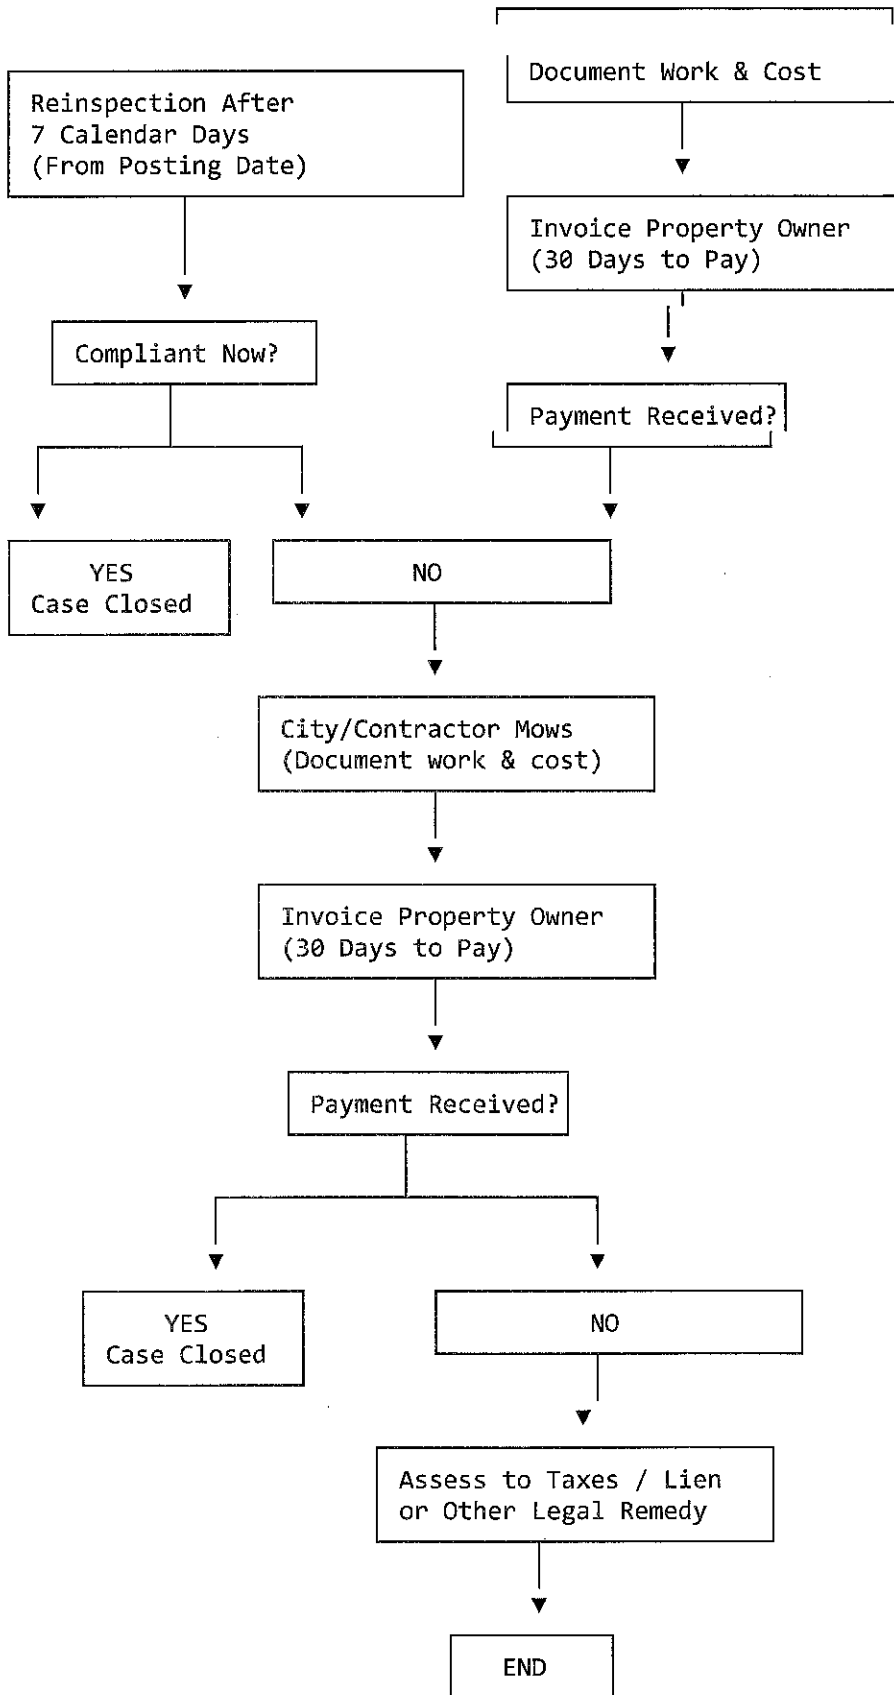 Document Work & Cost
Reinspection After
7 Calendar Days
(From Posting Date)
Invoice Property Owner
(30 Days to Pay)
Compliant Now?
Payment Received?
YES
Case Closed
NO
City/Contractor Mows
(Document work & cost)
Invoice Property Owner
(30 Days to Pay)
Payment Received?
YES
Case Closed
NO
Assess to Taxes / Lien
or Other Legal Remedy
END